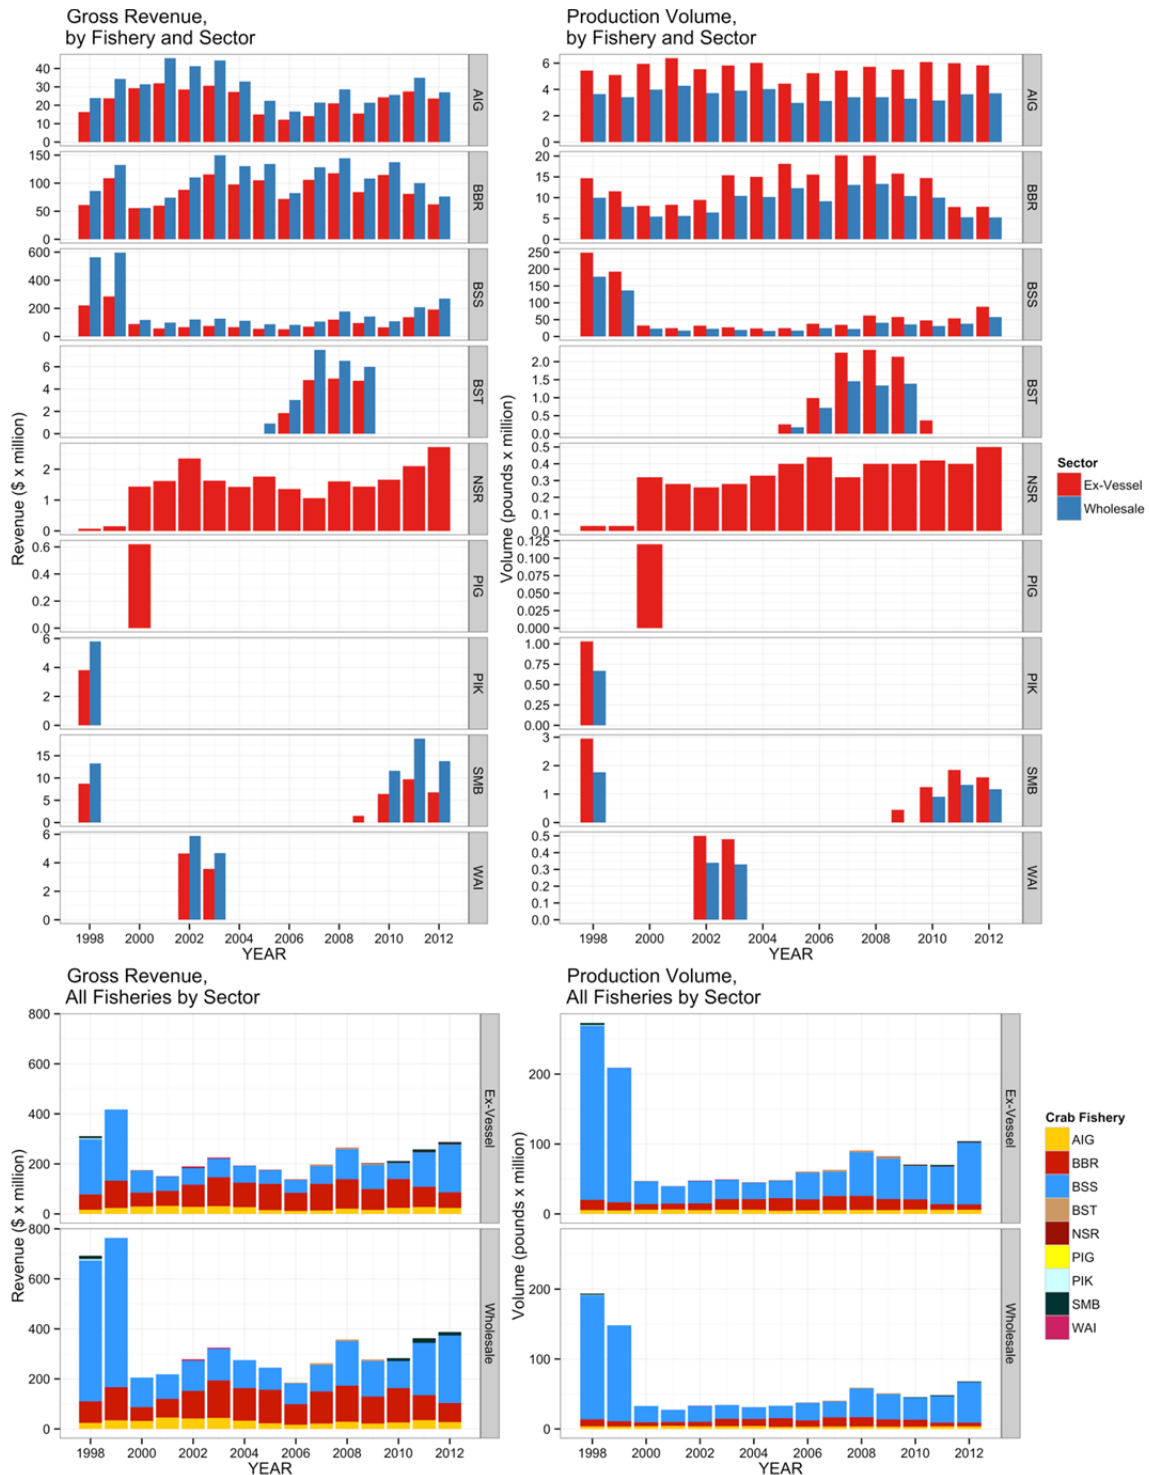 Gross Revenue,
by Fishery and Sector
Production Volume,
by Fishery and Sector
Revenue ($ x million)
40
30
20
10
0
AIG
150
100
50
0
BBR
600
400
200
0
BSS
6
4
2
0
BST
2
1
0
NSR
0.6
0.4
0.2
0.0
PIG
6
4
2
0
PIK
15
10
5
0
SMB
6
4
2
0
WAI
1998 2000 2002 2004 2006 2008 2010 2012
YEAR
Volume (pounds x million)
6
4
2
0
AIG
20
15
10
5
0
BBR
250
200
150
100
50
0
BSS
2.0
1.5
1.0
0.5
0.0
BST
0.5
0.4
0.3
0.2
0.1
0.0
NSR
0.125
0.100
0.075
0.050
0.025
0.000
PIG
1.00
0.75
0.50
0.25
0.00
PIK
3
2
1
0
SMB
0.5
0.4
0.3
0.2
0.1
0.0
WAI
1998 2000 2002 2004 2006 2008 2010 2012
YEAR
Sector
Ex-Vessel
Wholesale
Gross Revenue,
All Fisheries by Sector
Production Volume,
All Fisheries by Sector
Revenue ($ x million)
800
600
400
200
0
Ex-Vessel
800
600
400
200
0
Wholesale
1998 2000 2002 2004 2006 2008 2010 2012
YEAR
Volume (pounds x million)
200
100
0
Ex-Vessel
200
100
0
Wholesale
1998 2000 2002 2004 2006 2008 2010 2012
YEAR
Crab Fishery
AIG
BBR
BSS
BST
NSR
PIG
PIK
SMB
WAI